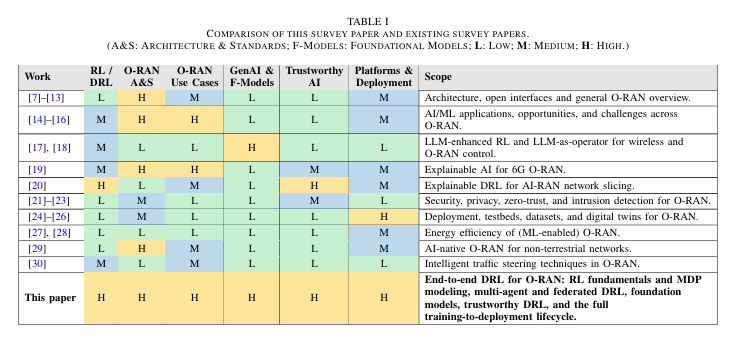 TABLE I
COMPARISON OF THIS SURVEY PAPER AND EXISTING SURVEY PAPERS.
(A&S: ARCHITECTURE & STANDARDS; F-MODELS: FOUNDATIONAL MODELS; L: LOW; M: MEDIUM; H: HIGH.)
Work | RL / DRL | O-RAN A&S | O-RAN Use Cases | GenAI & F-Models | Trustworthy AI | Platforms & Deployment | Scope
[7]–[13] | L | H | M | L | L | M | Architecture, open interfaces and general O-RAN overview.
[14]–[16] | M | H | H | L | L | M | AI/ML applications, opportunities, and challenges across
O-RAN.
[17], [18] | M | L | L | H | L | L | LLM-enhanced RL and LLM-as-operator for wireless and
O-RAN control.
[19] | M | H | H | L | M | M | Explainable AI for 6G O-RAN.
[20] | H | L | M | L | H | M | Explainable DRL for AI-RAN network slicing.
[21]–[23] | L | M | L | L | M | L | Security, privacy, zero-trust, and intrusion detection for O-RAN.
[24]–[26] | L | M | L | L | L | H | Deployment, testbeds, datasets, and digital twins for O-RAN.
[27], [28] | L | L | L | L | L | M | Energy efficiency of (ML-enabled) O-RAN.
[29] | L | H | M | L | L | M | AI-native O-RAN for non-terrestrial networks.
[30] | M | L | M | L | L | L | Intelligent traffic steering techniques in O-RAN.
This paper | H | H | H | H | H | H | End-to-end DRL for O-RAN: RL fundamentals and MDP
modeling, multi-agent and federated DRL, foundation
models, trustworthy DRL, and the full
training-to-deployment lifecycle.